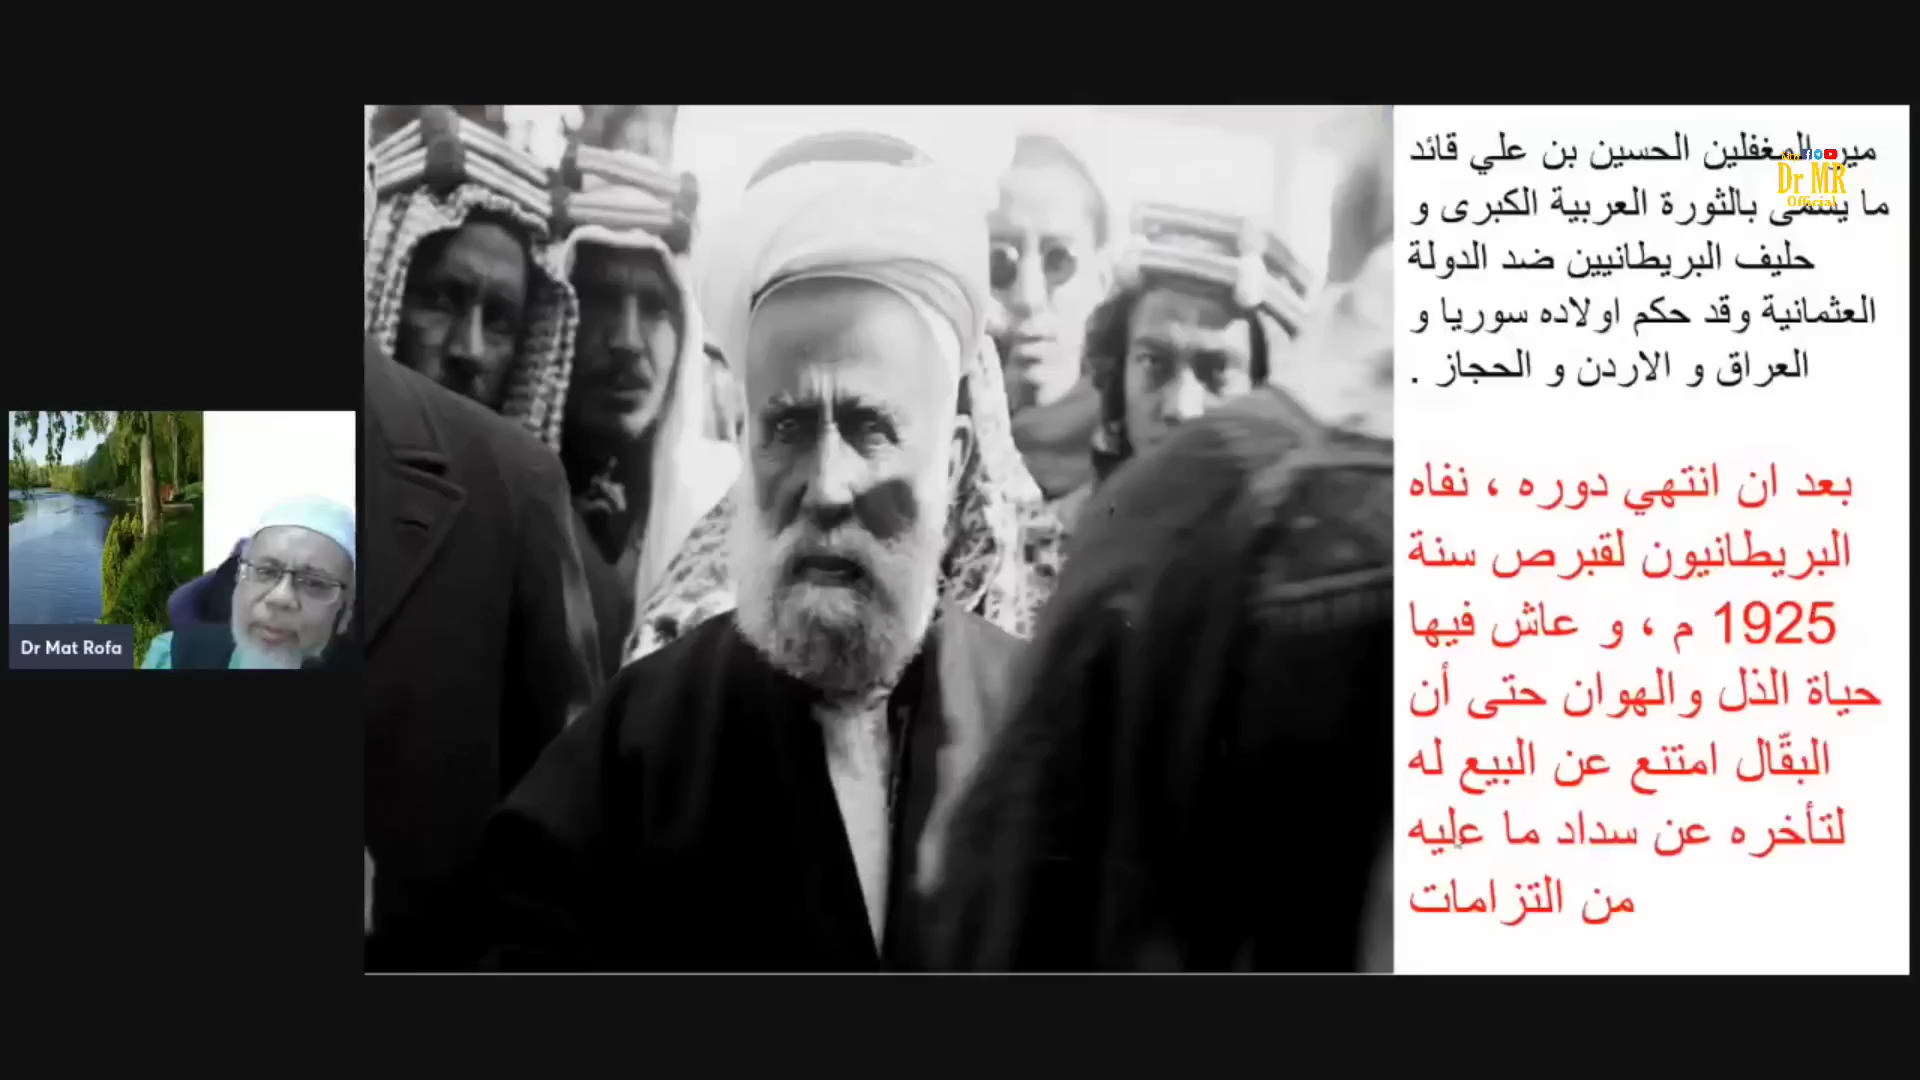 المغفلين الحسين بن علي قائد
ما يسمى بالثورة العربية الكبرى و
حليف البريطانيين ضد الدولة
العثمانية وقد حكم اولاده سوريا و
العراق و الاردن و الحجاز .
بعد ان انتهي دوره ، نفاه
البريطانيون لقبرص سنة
1925 م ، و عاش فيها
حياة الذل والهوان حتى أن
البقّال امتنع عن البيع له
لتأخره عن سداد ما عليه
من التزامات
Dr MR
Official
Dr Mat Rofa